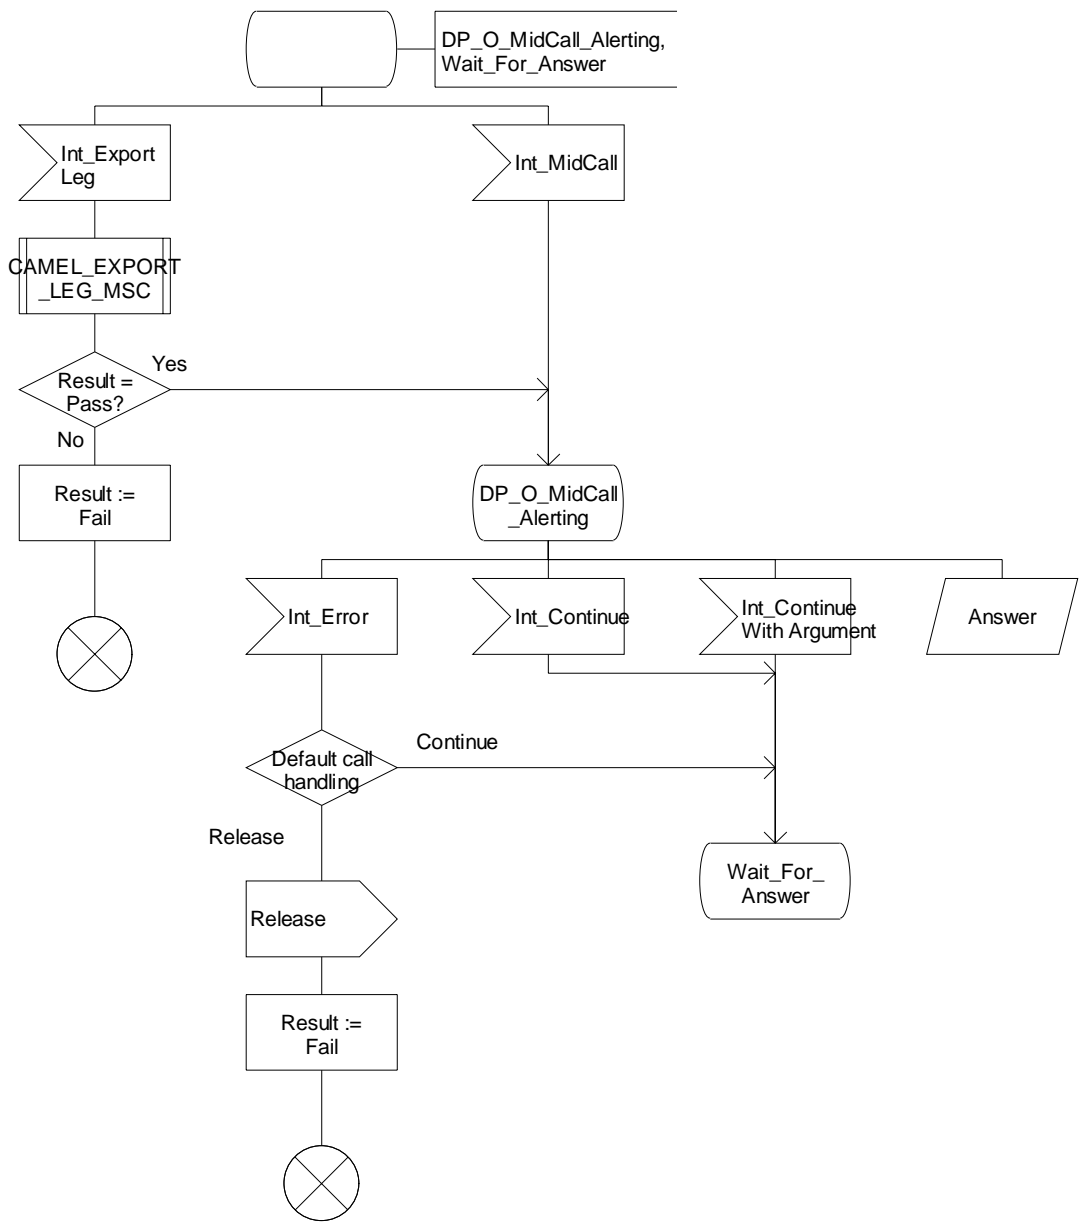 DP_O_MidCall_Alerting,
Wait_For_Answer
Int_Export
Leg
Int_MidCall
CAMEL_EXPORT
_LEG_MSC
Yes
Result =
Pass?
No
Result :=
Fail
DP_O_MidCall
_Alerting
Int_Error
Int_Continue
Int_Continue
With Argument
Answer
Continue
Default call
handling
Release
Wait_For_
Answer
Release
Result :=
Fail